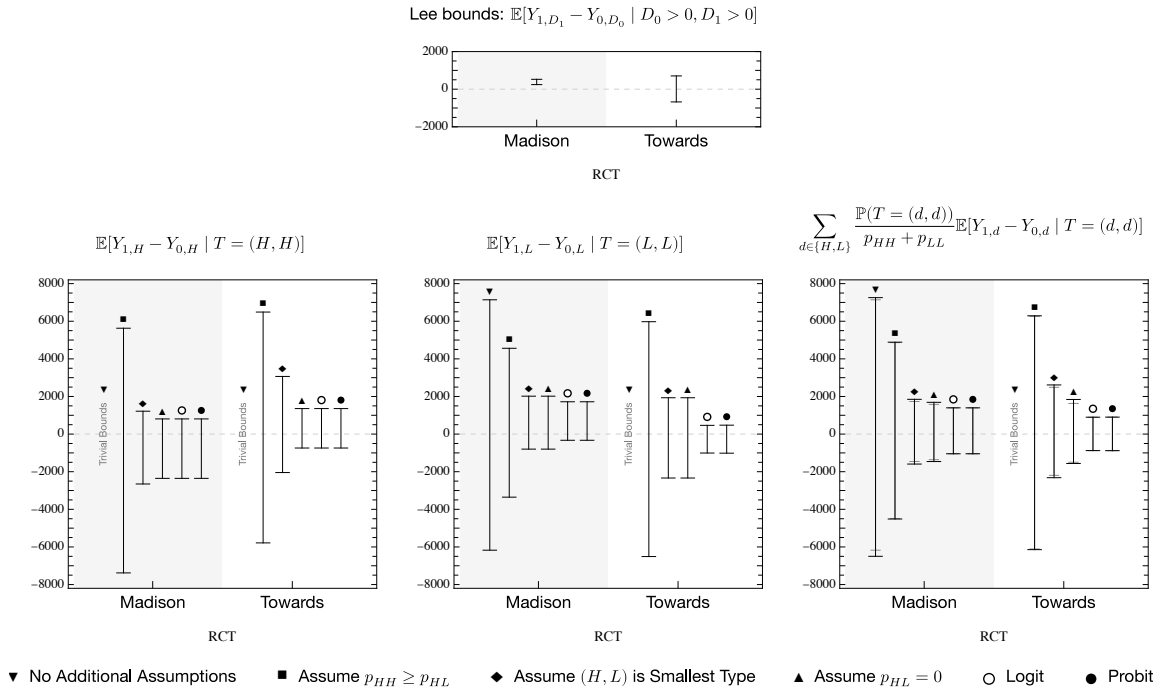 Lee bounds: 𝔼[Y_{1,D_1} − Y_{0,D_0} | D_0 > 0, D_1 > 0]
2000
0
−2000
Madison Towards
RCT
𝔼[Y_{1,H} − Y_{0,H} | T = (H, H)]
8000
6000
4000
2000
0
−2000
−4000
−6000
−8000
Trivial Bounds
Trivial Bounds
Madison Towards
RCT
𝔼[Y_{1,L} − Y_{0,L} | T = (L, L)]
8000
6000
4000
2000
0
−2000
−4000
−6000
−8000
Trivial Bounds
Madison Towards
RCT
∑_{d∈{H,L}} ℙ(T = (d, d)) / (p_{HH} + p_{LL}) 𝔼[Y_{1,d} − Y_{0,d} | T = (d, d)]
8000
6000
4000
2000
0
−2000
−4000
−6000
−8000
Trivial Bounds
Madison Towards
RCT
▼ No Additional Assumptions ■ Assume p_{HH} ≥ p_{HL} ◆ Assume (H, L) is Smallest Type ▲ Assume p_{HL} = 0 ○ Logit ● Probit